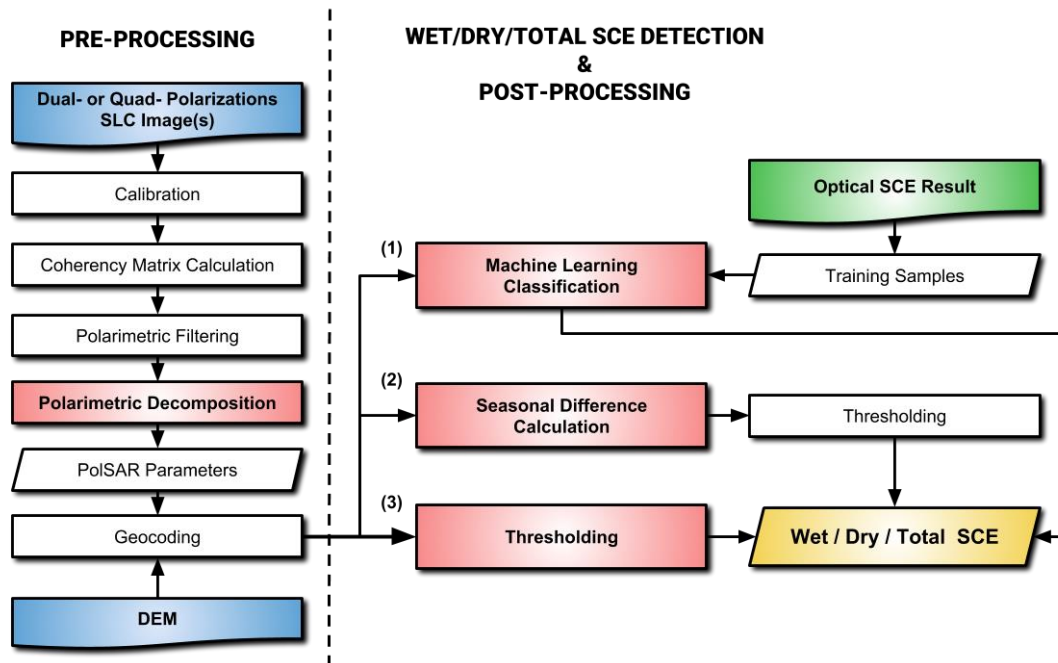 PRE-PROCESSING
Dual- or Quad- Polarizations
SLC Image(s)
Calibration
Coherency Matrix Calculation
Polarimetric Filtering
Polarimetric Decomposition
PolSAR Parameters
Geocoding
DEM
WET/DRY/TOTAL SCE DETECTION
&
POST-PROCESSING
Optical SCE Result
Training Samples
(1)
Machine Learning
Classification
(2)
Seasonal Difference
Calculation
Thresholding
(3)
Thresholding
Wet / Dry / Total SCE